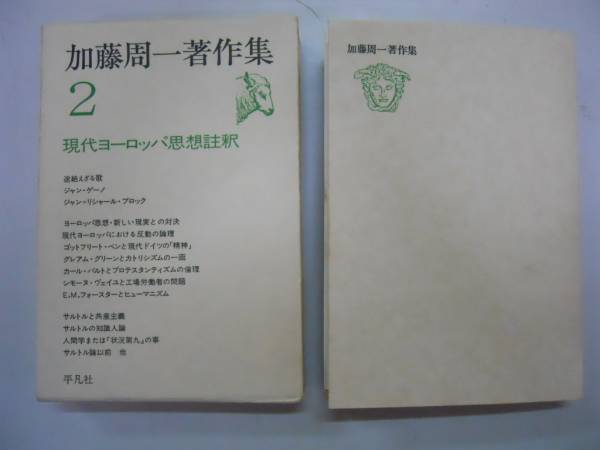 加藤周一著作集
2
現代ヨーロッパ思想註釈
途絶えざる歌
ジャン・ゲーノ
ジャン=リシャール・ブロック
ヨーロッパ思想・新しい現実との対決
現代ヨーロッパにおける反動の論理
ゴットフリート・ベンと現代ドイツの「精神」
グレアム・グリーンとカトリシズムの一面
カール・バルトとプロテスタンティズムの倫理
シモーヌ・ヴェイユと工場労働者の問題
E.M.フォースターとヒューマニズム
サルトルと共産主義
サルトルの知識人論
人間学または「状況第九」の事
サルトル論以前 他
平凡社
加藤周一著作集